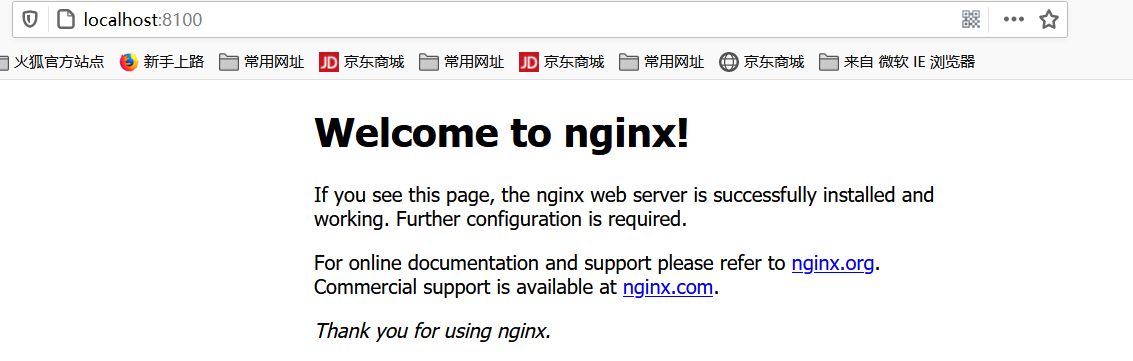 localhost:8100
火狐官方站点 新手上路 常用网址 JD 京东商城 常用网址 JD 京东商城 常用网址 京东商城 来自 微软 IE 浏览器
Welcome to nginx!
If you see this page, the nginx web server is successfully installed and
working. Further configuration is required.
For online documentation and support please refer to nginx.org.
Commercial support is available at nginx.com.
Thank you for using nginx.